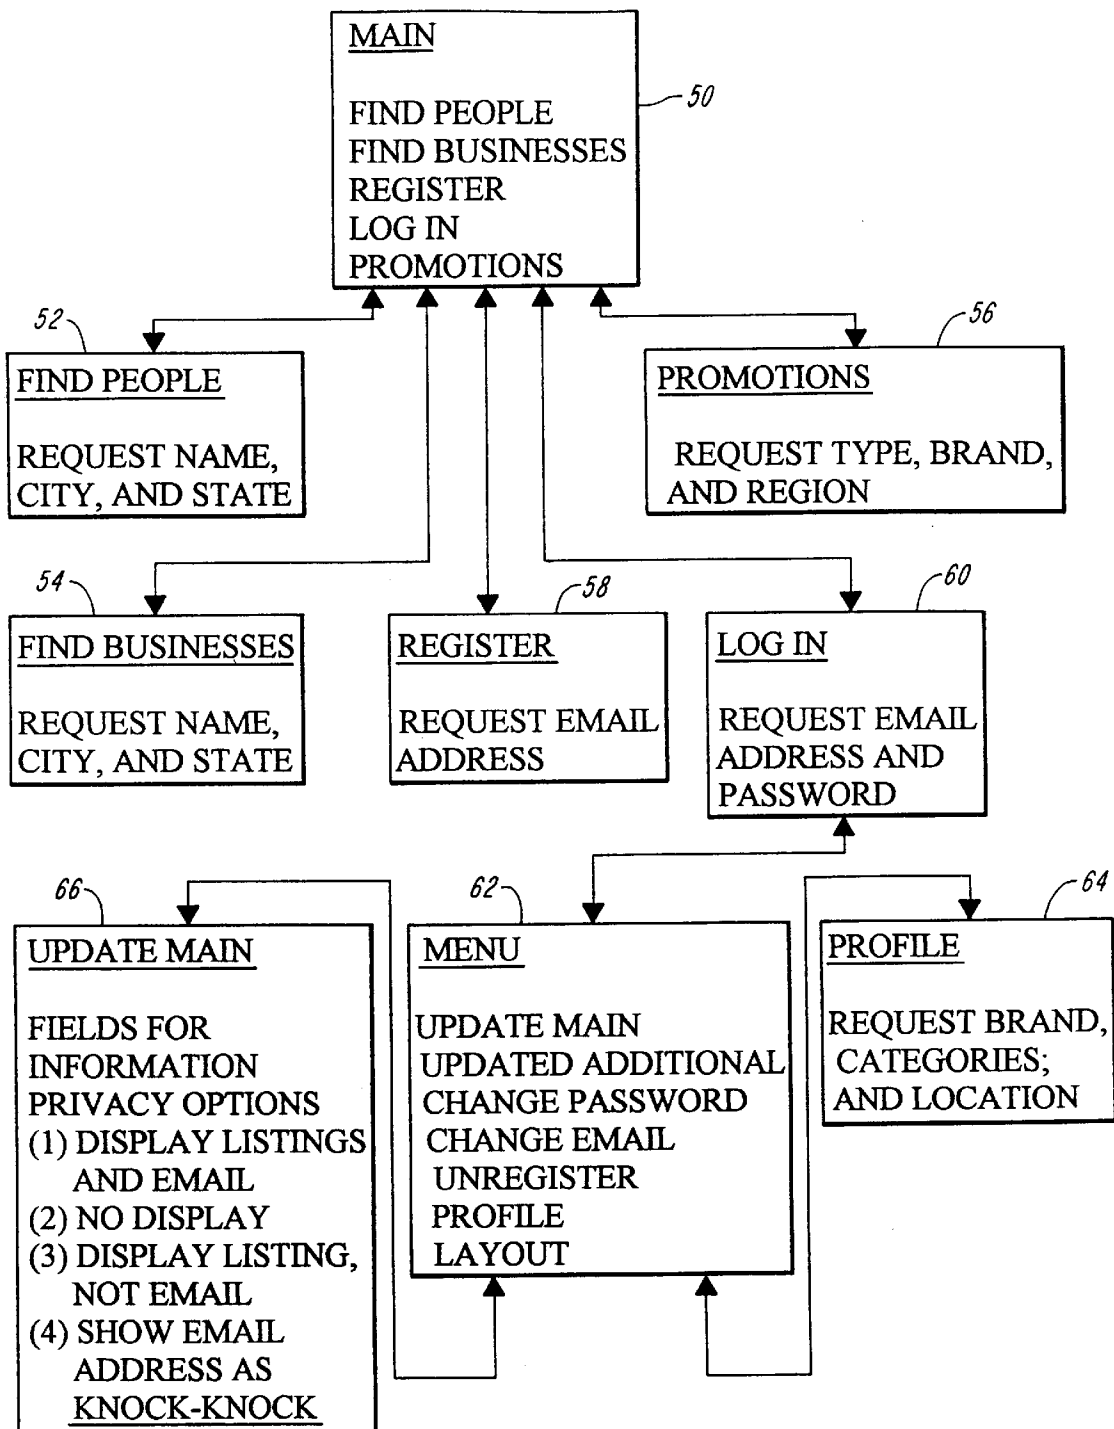 MAIN
FIND PEOPLE
FIND BUSINESSES
REGISTER
LOG IN
PROMOTIONS
50
52
FIND PEOPLE
REQUEST NAME,
CITY, AND STATE
56
PROMOTIONS
REQUEST TYPE, BRAND,
AND REGION
54
FIND BUSINESSES
REQUEST NAME,
CITY, AND STATE
58
REGISTER
REQUEST EMAIL
ADDRESS
60
LOG IN
REQUEST EMAIL
ADDRESS AND
PASSWORD
66
UPDATE MAIN
FIELDS FOR
INFORMATION
PRIVACY OPTIONS
(1) DISPLAY LISTINGS
AND EMAIL
(2) NO DISPLAY
(3) DISPLAY LISTING,
NOT EMAIL
(4) SHOW EMAIL
ADDRESS AS
KNOCK-KNOCK
62
MENU
UPDATE MAIN
UPDATED ADDITIONAL
CHANGE PASSWORD
CHANGE EMAIL
UNREGISTER
PROFILE
LAYOUT
64
PROFILE
REQUEST BRAND,
CATEGORIES;
AND LOCATION